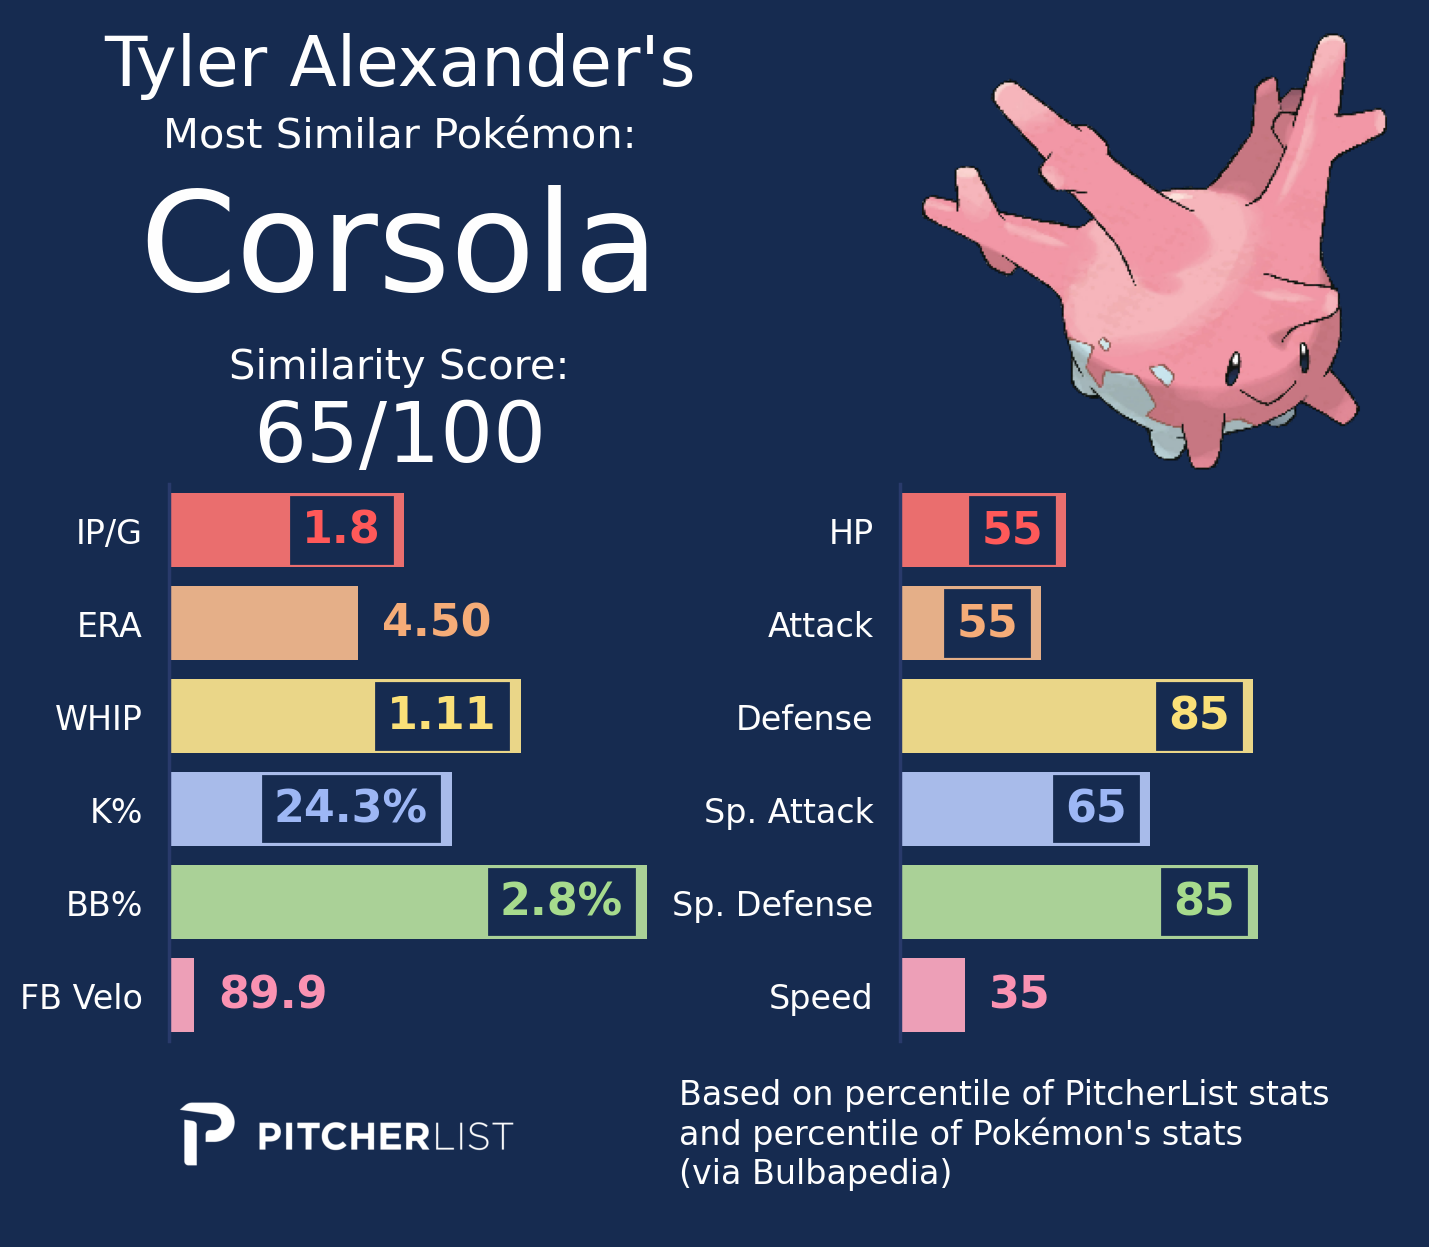 Tyler Alexander's
Most Similar Pokémon:
Corsola
Similarity Score:
65/100
IP/G 1.8
ERA 4.50
WHIP 1.11
K% 24.3%
BB% 2.8%
FB Velo 89.9
HP 55
Attack 55
Defense 85
Sp. Attack 65
Sp. Defense 85
Speed 35
PITCHERLIST
Based on percentile of PitcherList stats
and percentile of Pokémon's stats
(via Bulbapedia)